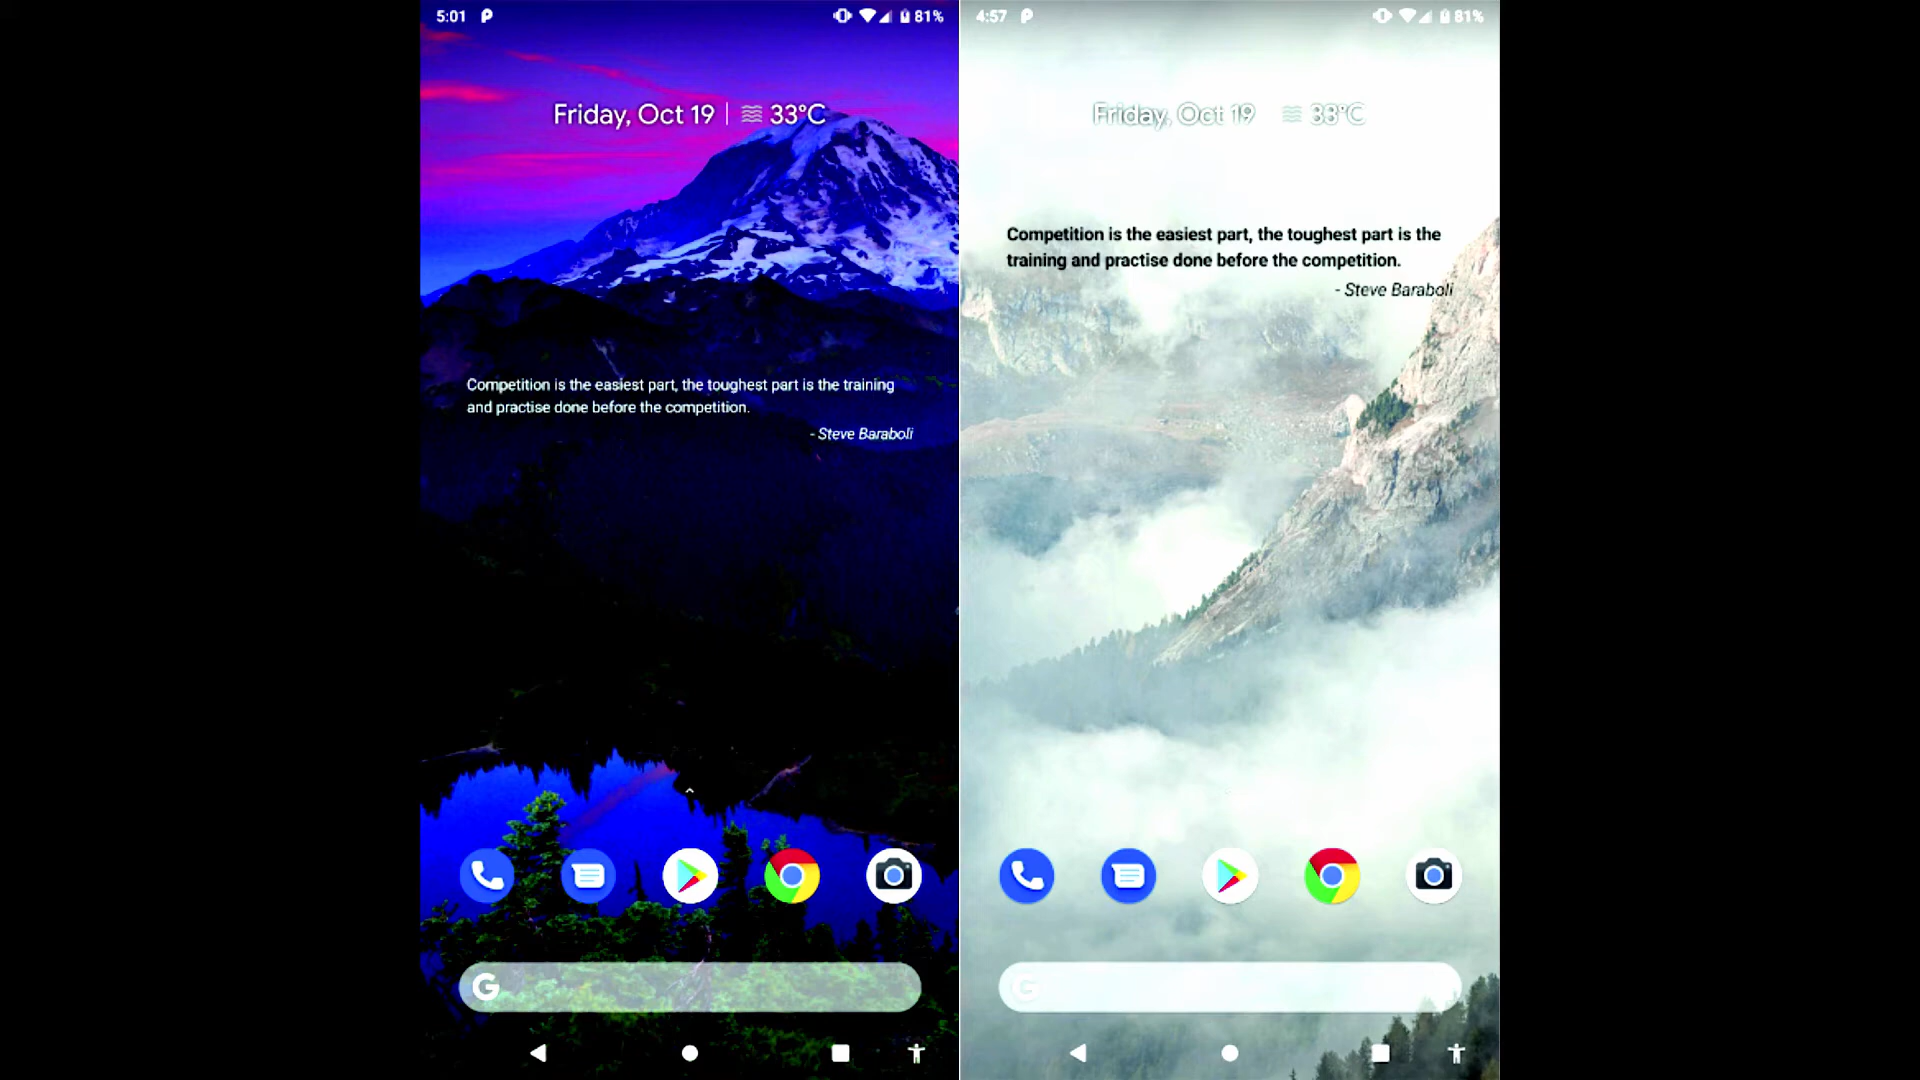 5:01
81%
Friday, Oct 19
33°C
Competition is the easiest part, the toughest part is the training
and practise done before the competition.
- Steve Baraboli
G
4:57
81%
Friday, Oct 19
33°C
Competition is the easiest part, the toughest part is the
training and practise done before the competition.
- Steve Baraboli
G